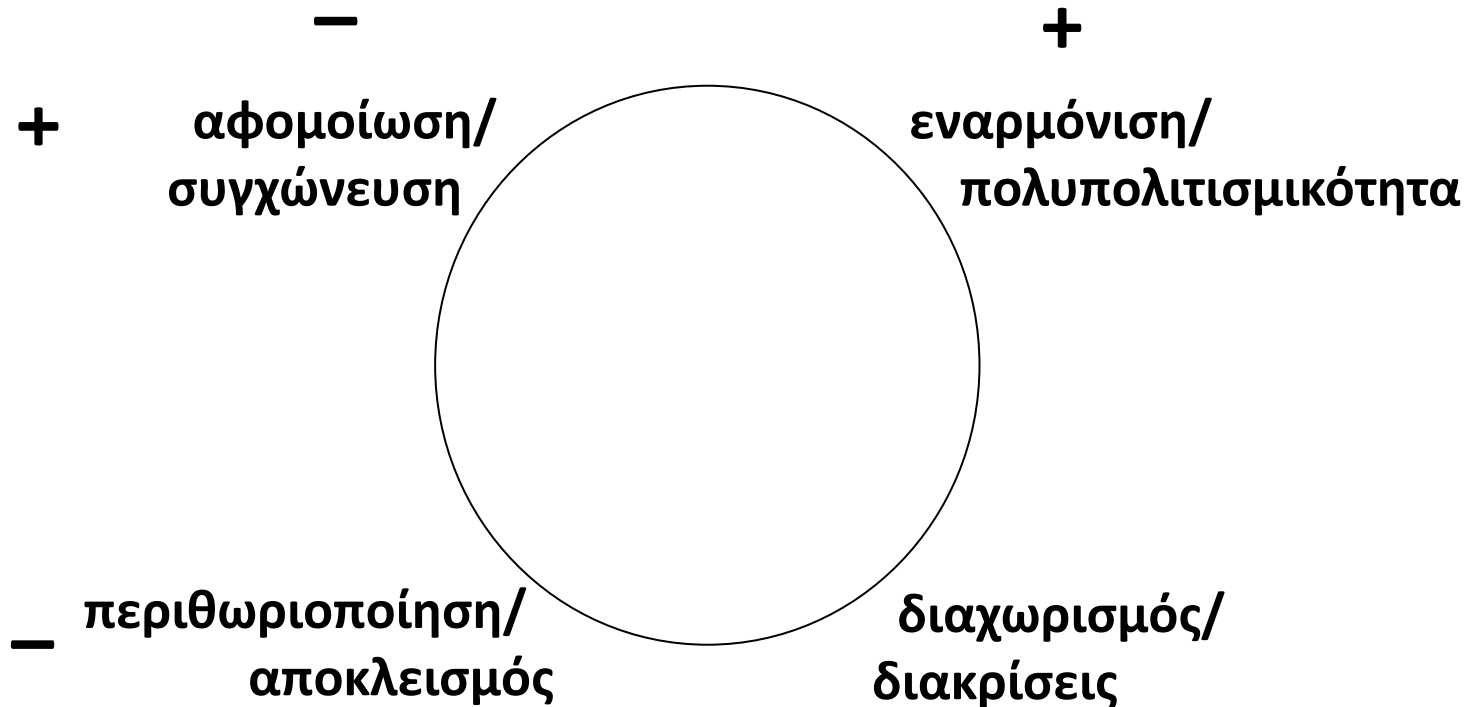 – +
+ αφομοίωση/ εναρμόνιση/
συγχώνευση πολυπολιτισμικότητα
περιθωριοποίηση/ διαχωρισμός/
–
αποκλεισμός διακρίσεις